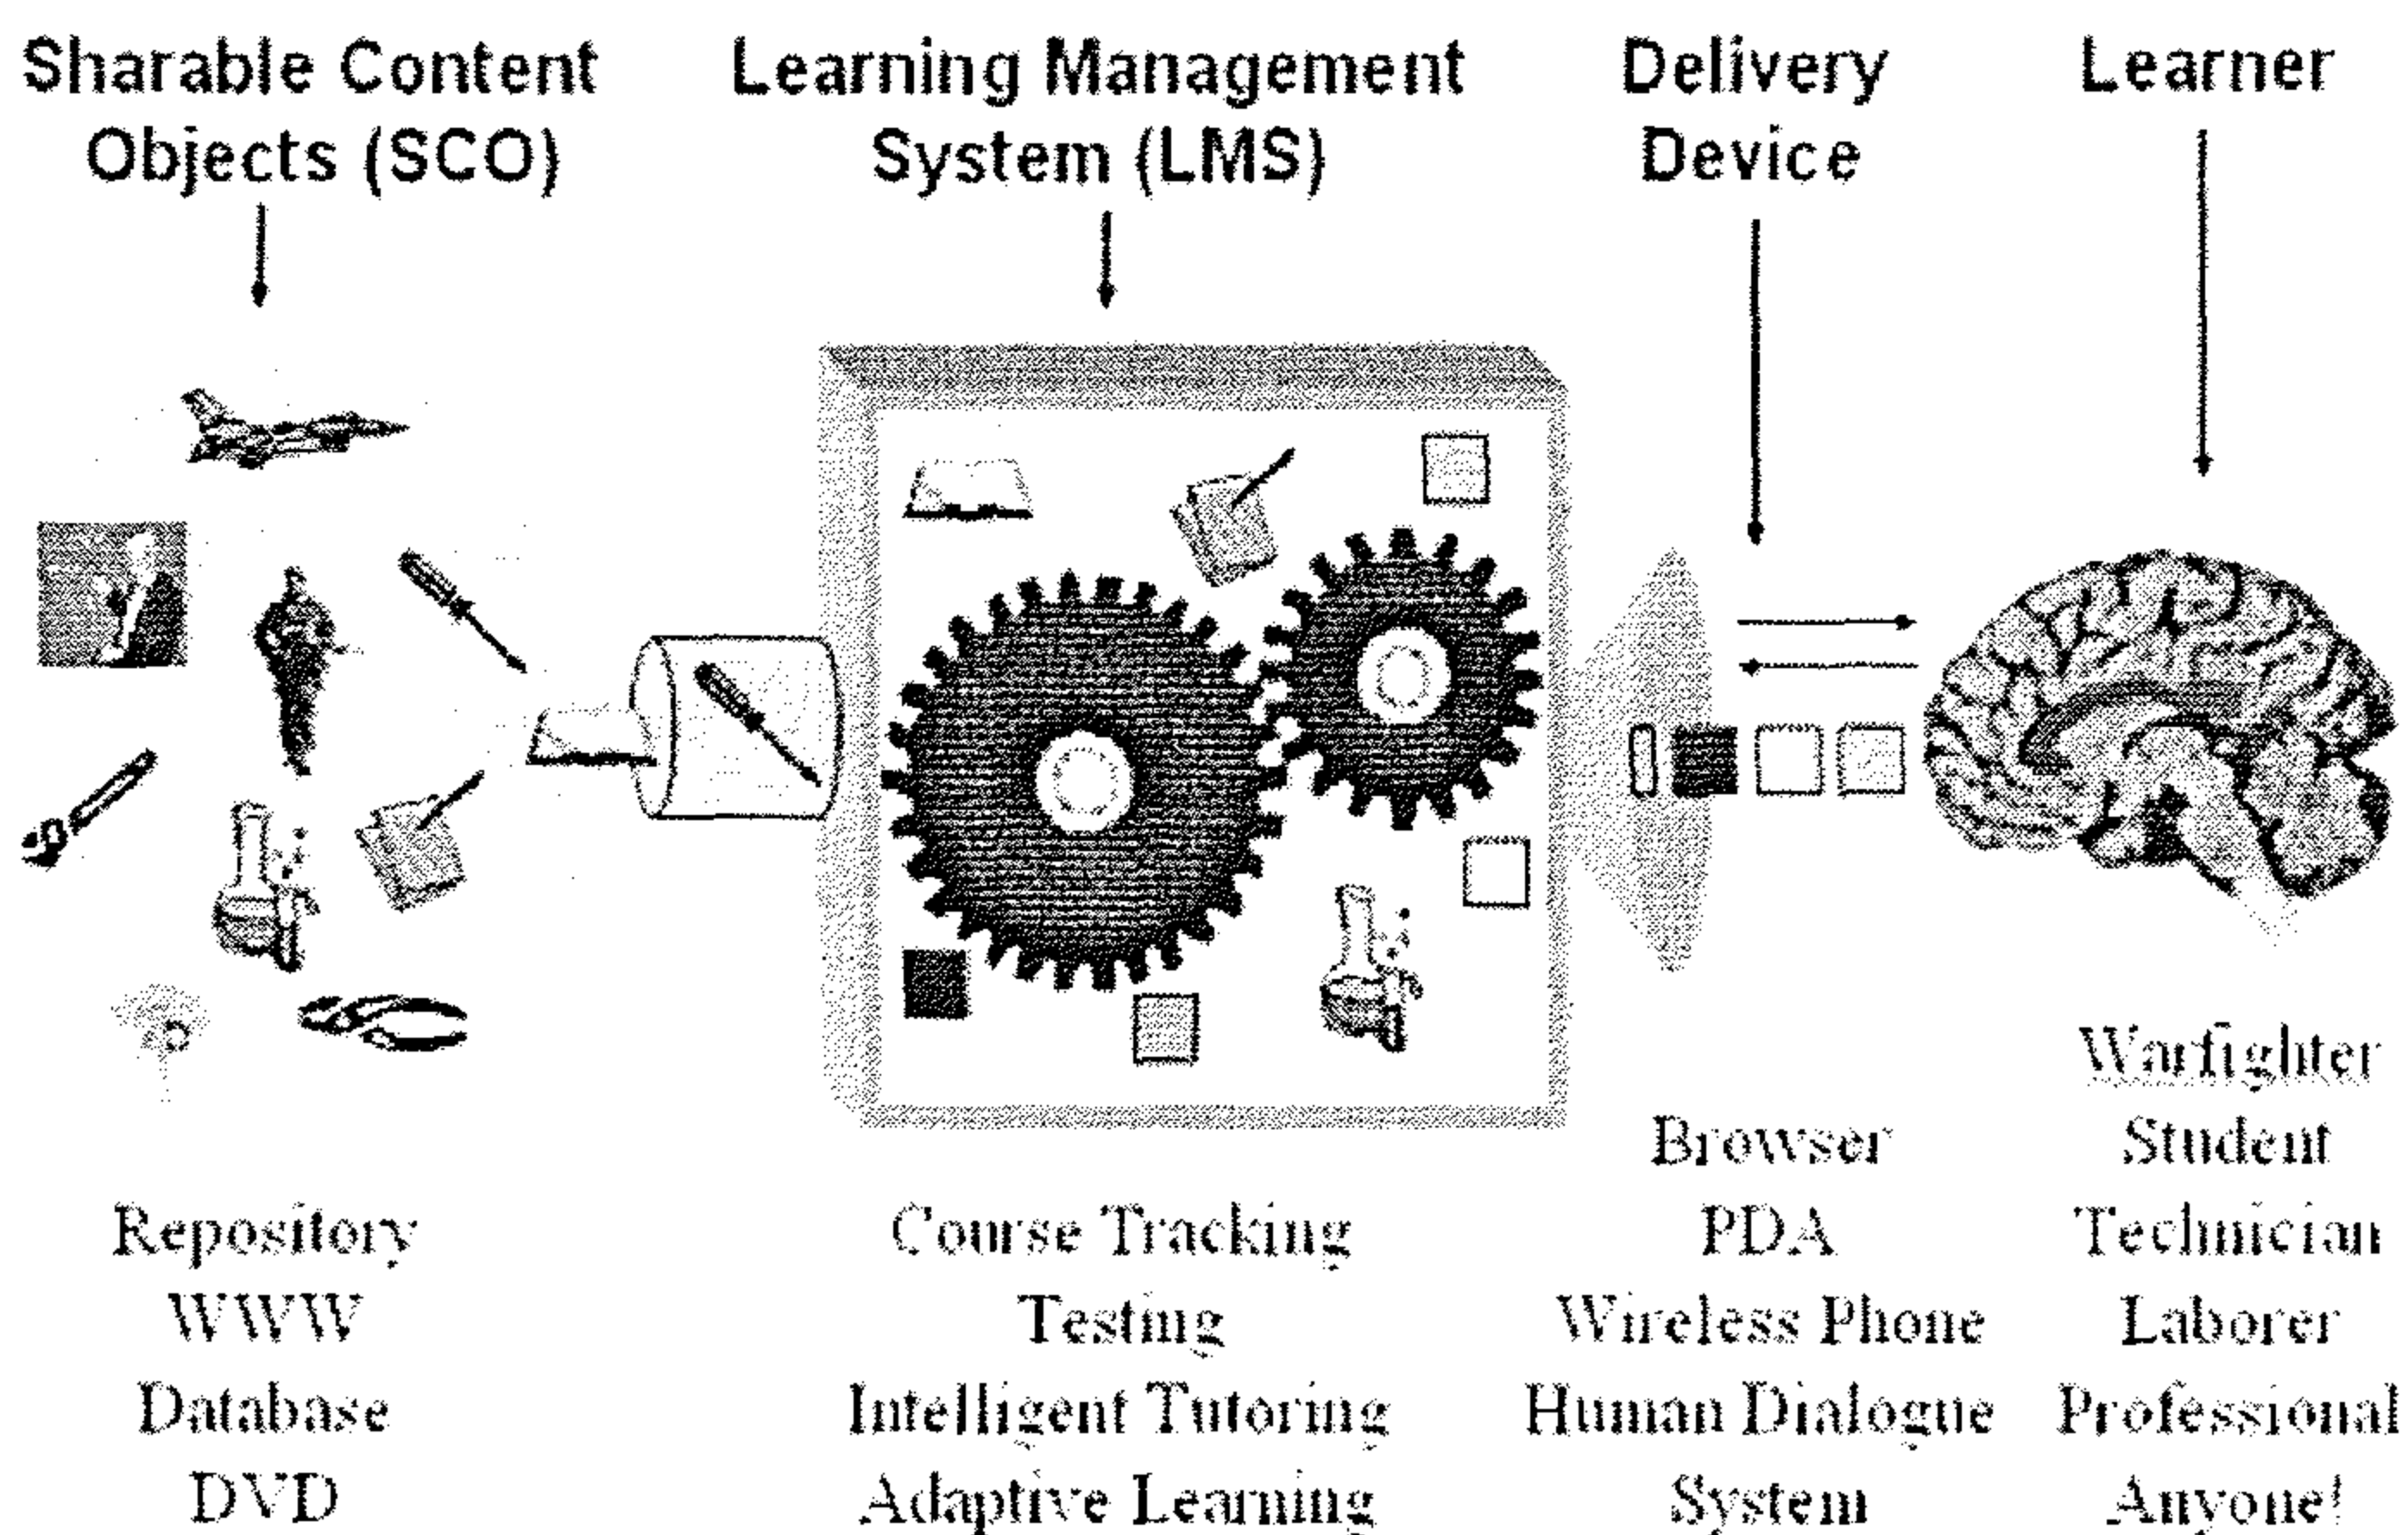 Sharable Content
Objects (SCO)
Learning Management
System (LMS)
Delivery
Device
Learner
Repository
WWW
Database
DVD
Course Tracking
Testing
Intelligent Tutoring
Adaptive Learning
Browser
PDA
Wireless Phone
Human Dialogue
System
Warfighter
Student
Technician
Laborer
Professional
Anyone!